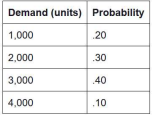 Demand (units) Probability
1,000 .20
2,000 .30
3,000 .40
4,000 .10